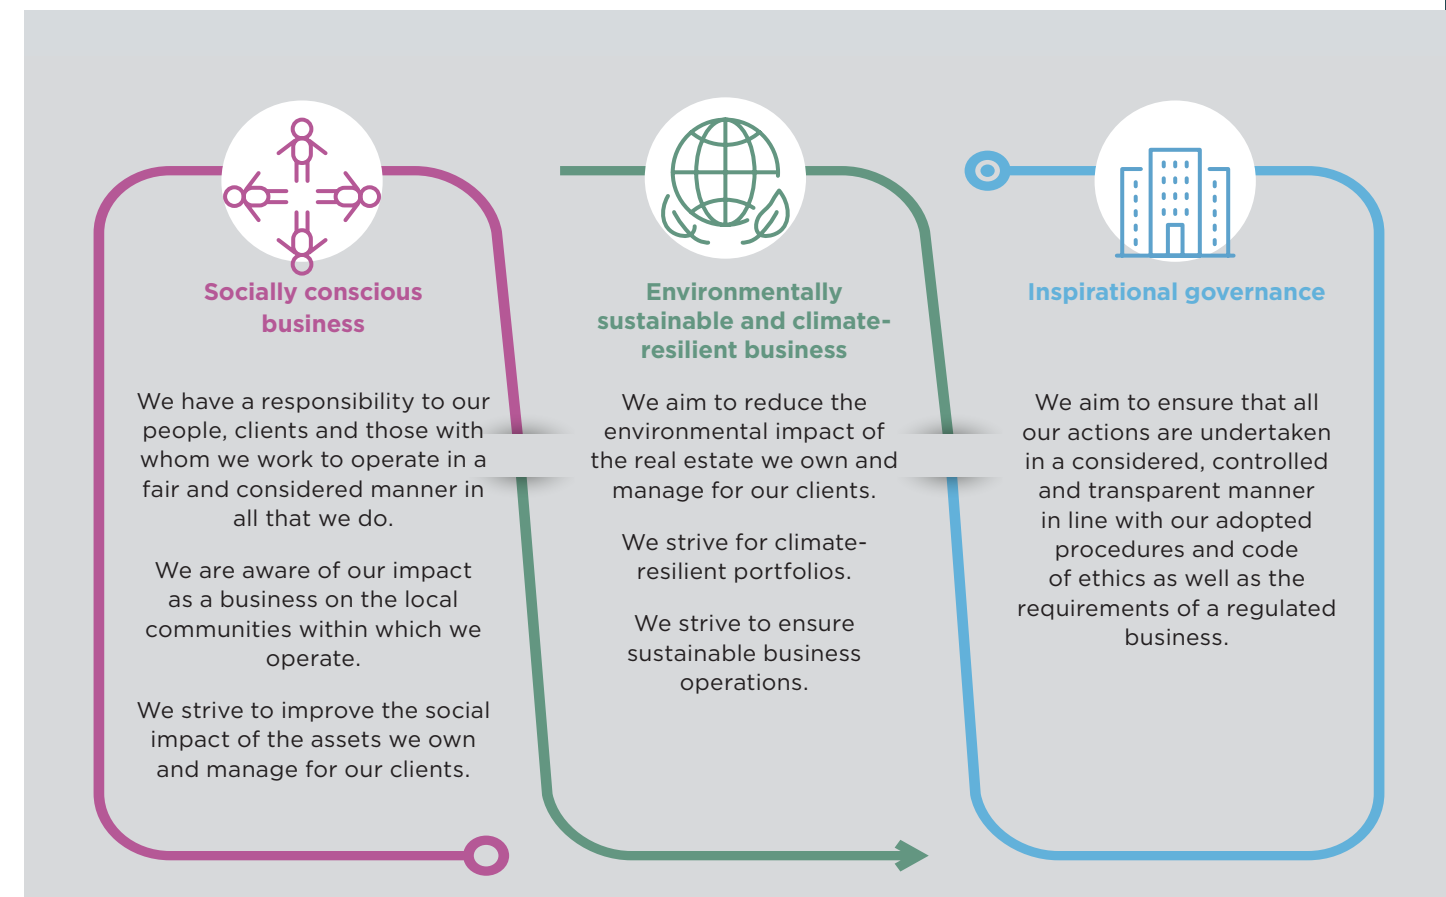 Socially conscious
business
We have a responsibility to our
people, clients and those with
whom we work to operate in a
fair and considered manner in
all that we do.
We are aware of our impact
as a business on the local
communities within which we
operate.
We strive to improve the social
impact of the assets we own
and manage for our clients.
Environmentally
sustainable and climate-
resilient business
We aim to reduce the
environmental impact of
the real estate we own and
manage for our clients.
We strive for climate-
resilient portfolios.
We strive to ensure
sustainable business
operations.
Inspirational governance
We aim to ensure that all
our actions are undertaken
in a considered, controlled
and transparent manner
in line with our adopted
procedures and code
of ethics as well as the
requirements of a regulated
business.